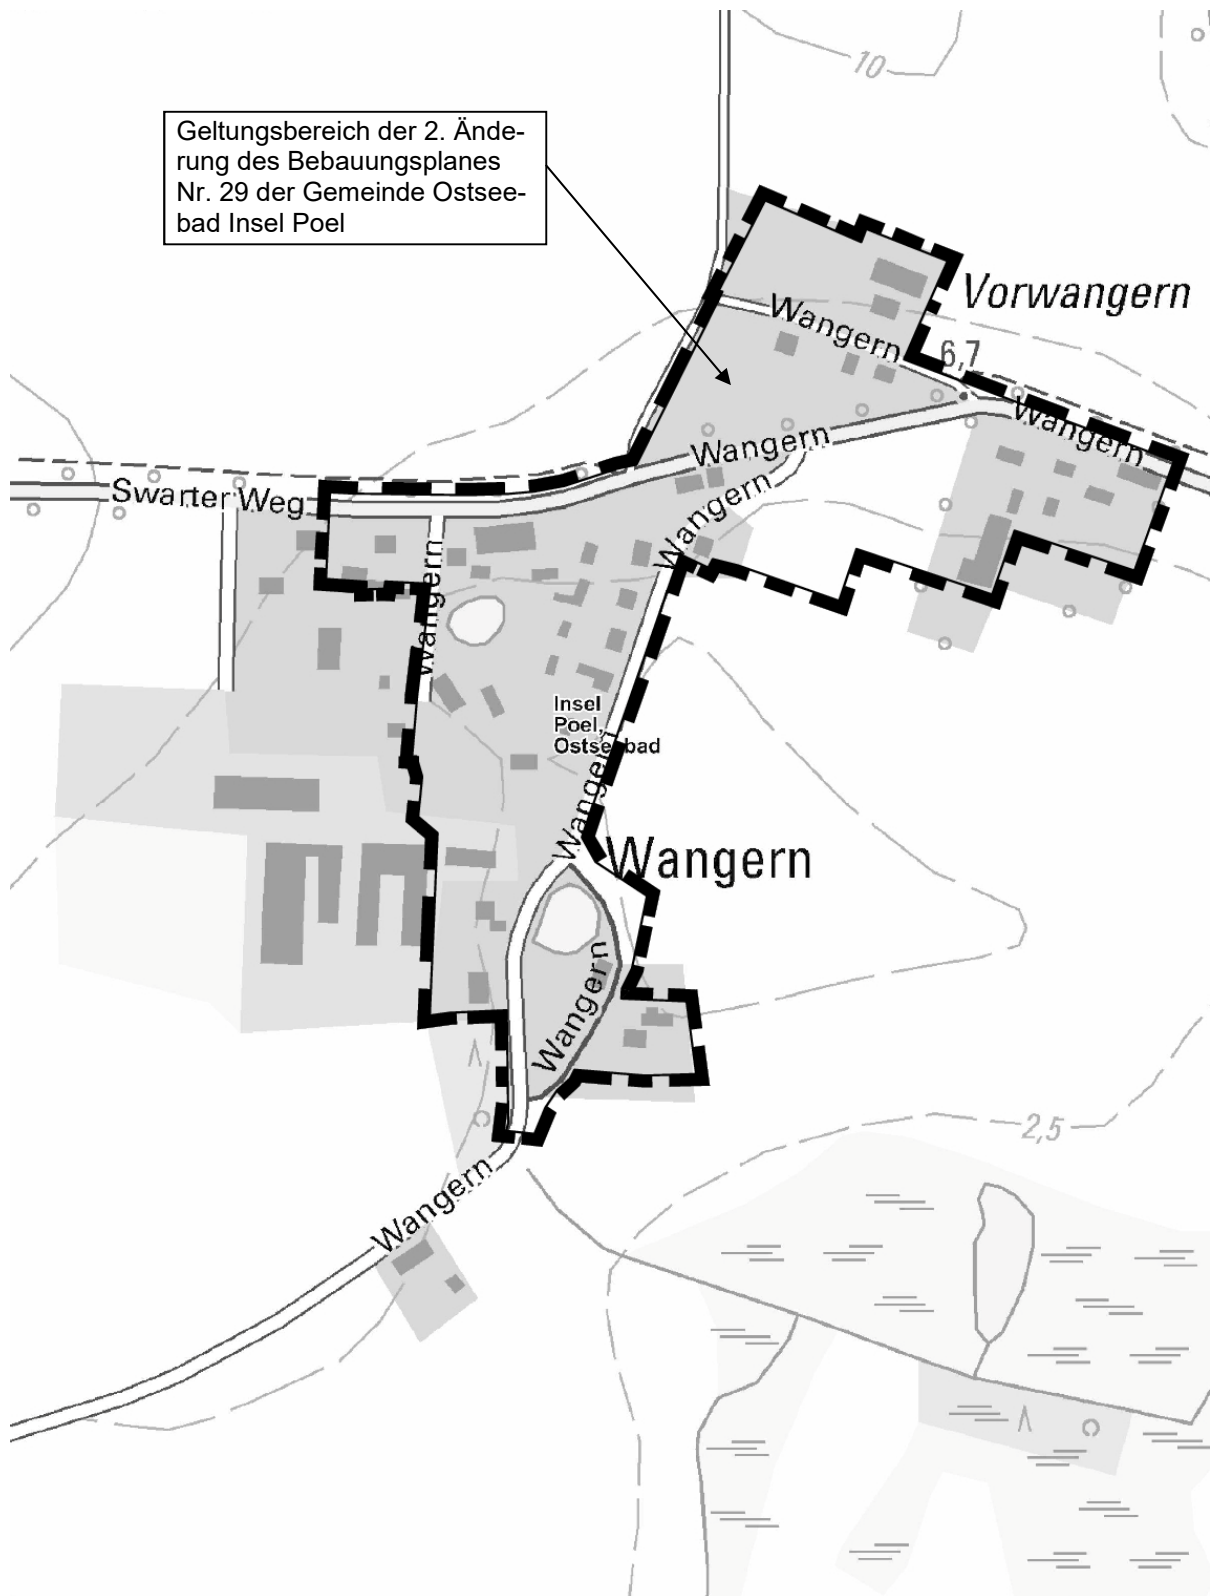 10
Geltungsbereich der 2. Ände-
rung des Bebauungsplanes
Nr. 29 der Gemeinde Ostsee-
bad Insel Poel
Vorwangern
Wangern
6,7
Wangern
Wangern
Swarter Weg
Wangern
Wangern
Insel
Poel,
Ostseebad
Wangern
Wangern
Wangern
2,5
Wangern